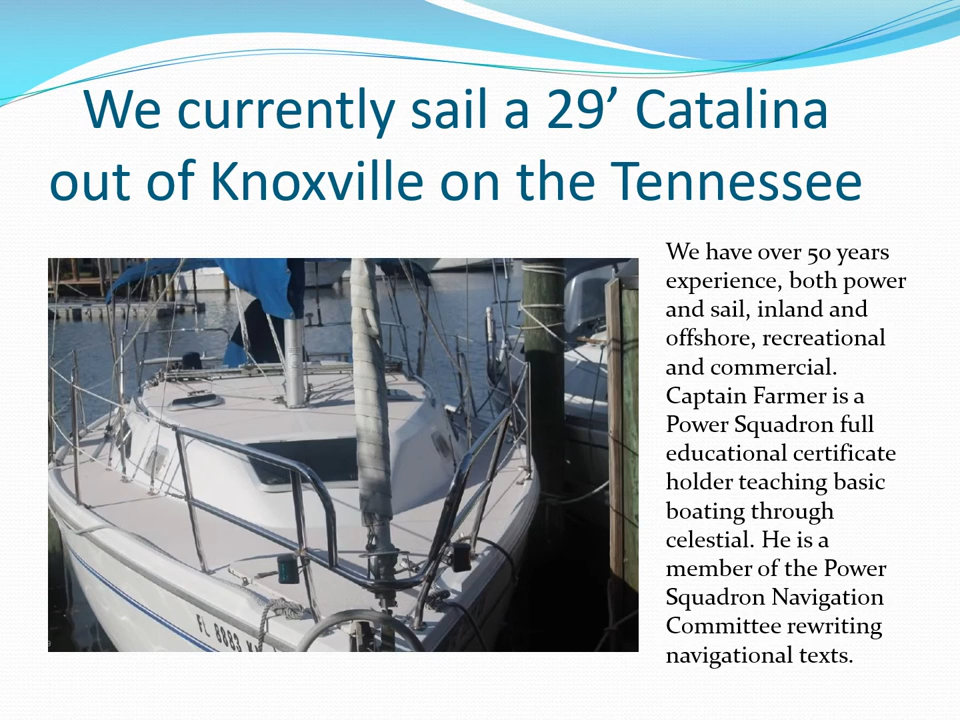 We currently sail a 29’ Catalina
out of Knoxville on the Tennessee
We have over 50 years
experience, both power
and sail, inland and
offshore, recreational
and commercial.
Captain Farmer is a
Power Squadron full
educational certificate
holder teaching basic
boating through
celestial. He is a
member of the Power
Squadron Navigation
Committee rewriting
navigational texts.
FL 8883